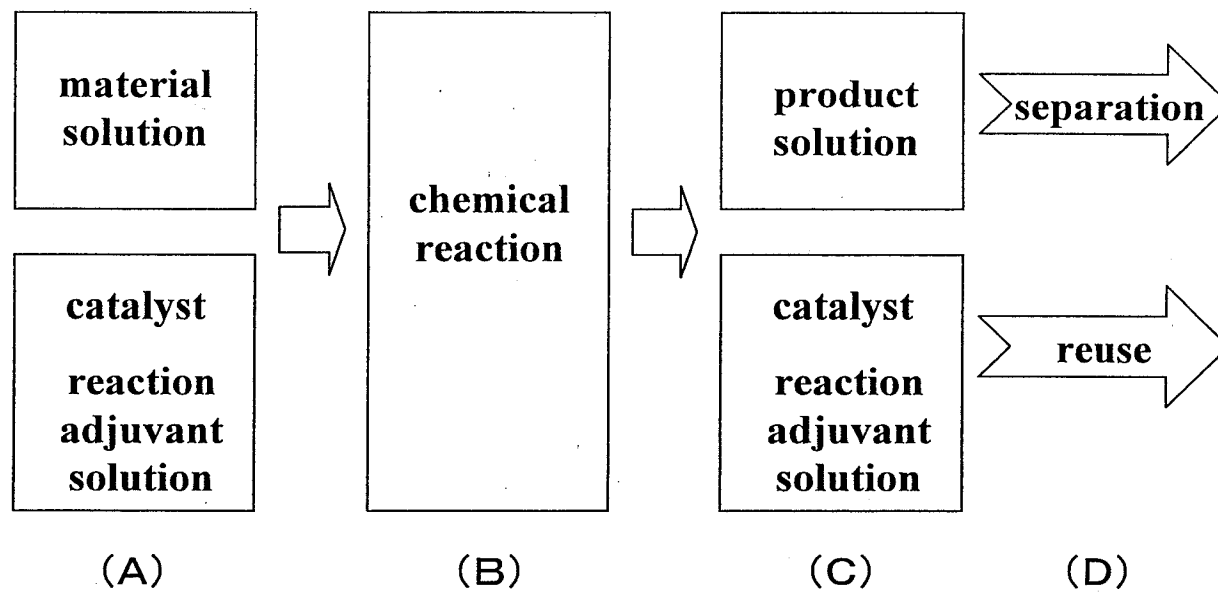 material
solution
catalyst
reaction
adjuvant
solution
chemical
reaction
product
solution
catalyst
reaction
adjuvant
solution
separation
reuse
(A)
(B)
(C)
(D)